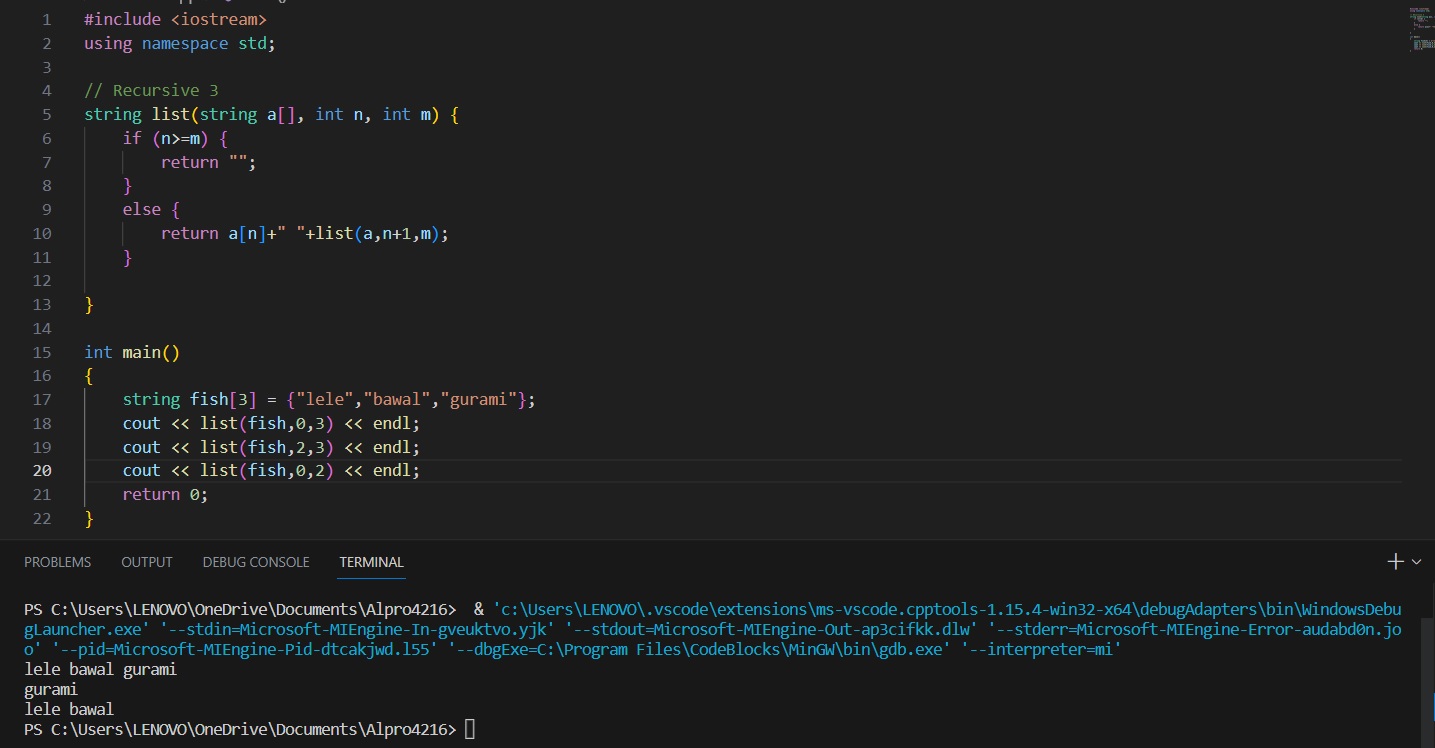 1 #include <iostream>
2 using namespace std;
3
4 // Recursive 3
5 string list(string a[], int n, int m) {
6     if (n>=m) {
7         return "";
8     }
9     else {
10         return a[n]+" "+list(a,n+1,m);
11     }
12
13 }
14
15 int main()
16 {
17     string fish[3] = {"lele","bawal","gurami"};
18     cout << list(fish,0,3) << endl;
19     cout << list(fish,2,3) << endl;
20     cout << list(fish,0,2) << endl;
21     return 0;
22 }
PROBLEMS OUTPUT DEBUG CONSOLE TERMINAL
PS C:\Users\LENOVO\OneDrive\Documents\Alpro4216>  & 'c:\Users\LENOVO\.vscode\extensions\ms-vscode.cpptools-1.15.4-win32-x64\debugAdapters\bin\WindowsDebu
gLauncher.exe' '--stdin=Microsoft-MIEngine-In-gveuktvo.yjk' '--stdout=Microsoft-MIEngine-Out-ap3cifkk.dlw' '--stderr=Microsoft-MIEngine-Error-audabd0n.jo
o' '--pid=Microsoft-MIEngine-Pid-dtcakjwd.l55' '--dbgExe=C:\Program Files\CodeBlocks\MinGW\bin\gdb.exe' '--interpreter=mi'
lele bawal gurami
gurami
lele bawal
PS C:\Users\LENOVO\OneDrive\Documents\Alpro4216>